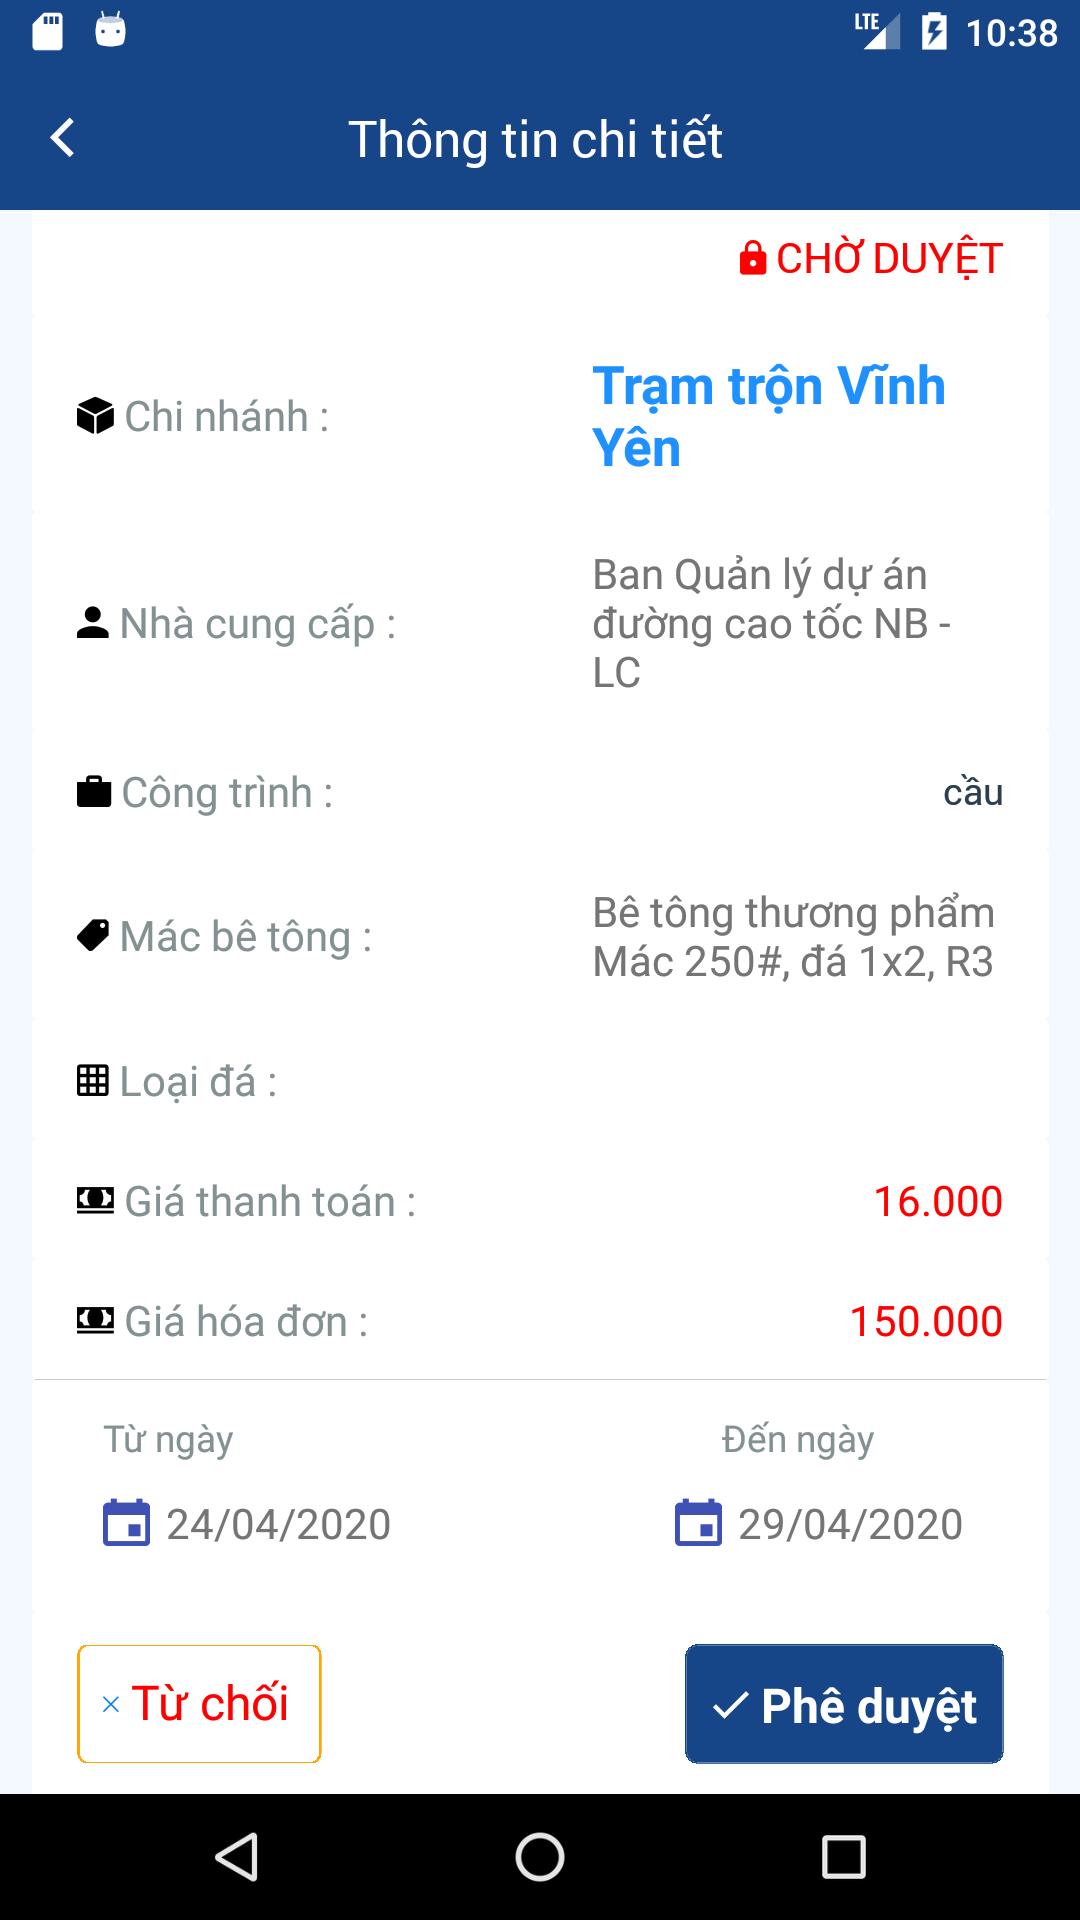 LTE 10:38
Thông tin chi tiết
CHỜ DUYỆT
Chi nhánh :
Trạm trộn Vĩnh
Yên
Nhà cung cấp :
Ban Quản lý dự án
đường cao tốc NB -
LC
Công trình :
cầu
Mác bê tông :
Bê tông thương phẩm
Mác 250#, đá 1x2, R3
Loại đá :
Giá thanh toán :
16.000
Giá hóa đơn :
150.000
Từ ngày
Đến ngày
24/04/2020
29/04/2020
Từ chối
Phê duyệt